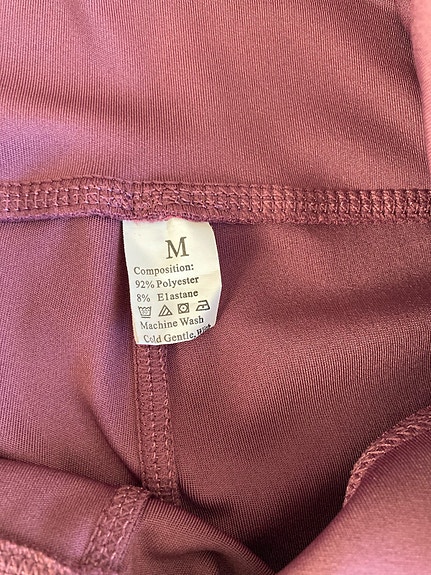 M
Composition:
92% Polyester
8% Elastane
Machine Wash
Cold Gentle,